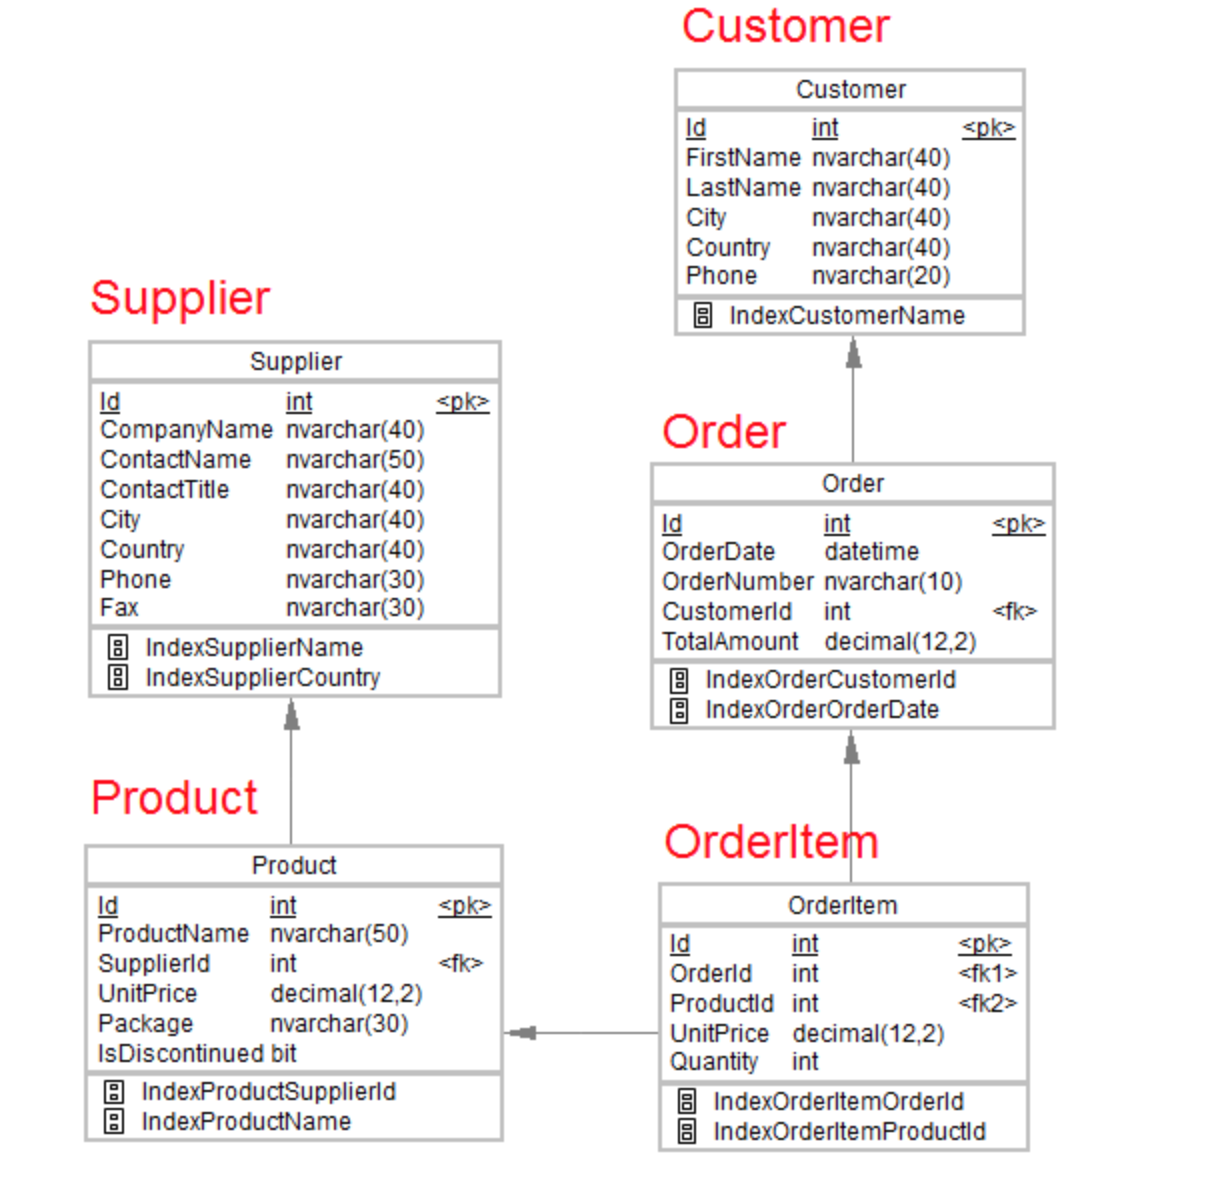 Customer
Customer
Id int <pk>
FirstName nvarchar(40)
LastName nvarchar(40)
City nvarchar(40)
Country nvarchar(40)
Phone nvarchar(20)
IndexCustomerName
Supplier
Supplier
Id int <pk>
CompanyName nvarchar(40)
ContactName nvarchar(50)
ContactTitle nvarchar(40)
City nvarchar(40)
Country nvarchar(40)
Phone nvarchar(30)
Fax nvarchar(30)
IndexSupplierName
IndexSupplierCountry
Order
Order
Id int <pk>
OrderDate datetime
OrderNumber nvarchar(10)
CustomerId int <fk>
TotalAmount decimal(12,2)
IndexOrderCustomerId
IndexOrderOrderDate
Product
Product
Id int <pk>
ProductName nvarchar(50)
SupplierId int <fk>
UnitPrice decimal(12,2)
Package nvarchar(30)
IsDiscontinued bit
IndexProductSupplierId
IndexProductName
OrderItem
OrderItem
Id int <pk>
OrderId int <fk1>
ProductId int <fk2>
UnitPrice decimal(12,2)
Quantity int
IndexOrderItemOrderId
IndexOrderItemProductId